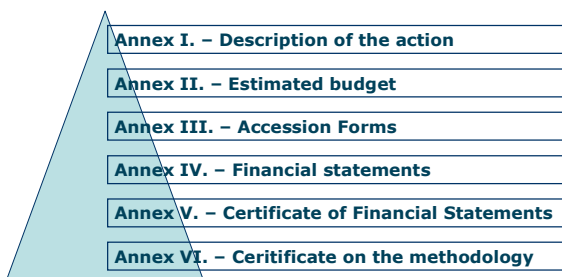 Annex I. – Description of the action
Annex II. – Estimated budget
Annex III. – Accession Forms
Annex IV. – Financial statements
Annex V. – Certificate of Financial Statements
Annex VI. – Ceritificate on the methodology